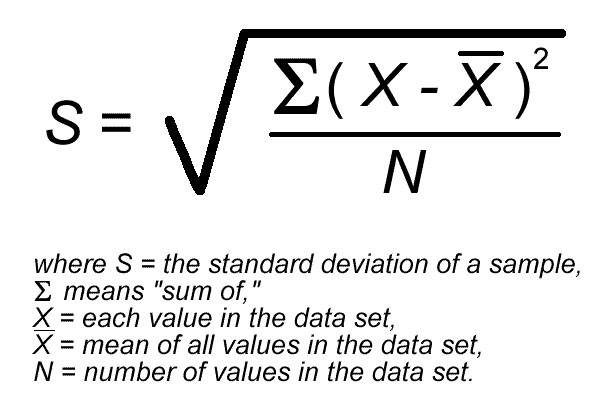 S = √ Σ( X - X̅ )²
N
where S = the standard deviation of a sample,
Σ means "sum of,"
X = each value in the data set,
X̅ = mean of all values in the data set,
N = number of values in the data set.